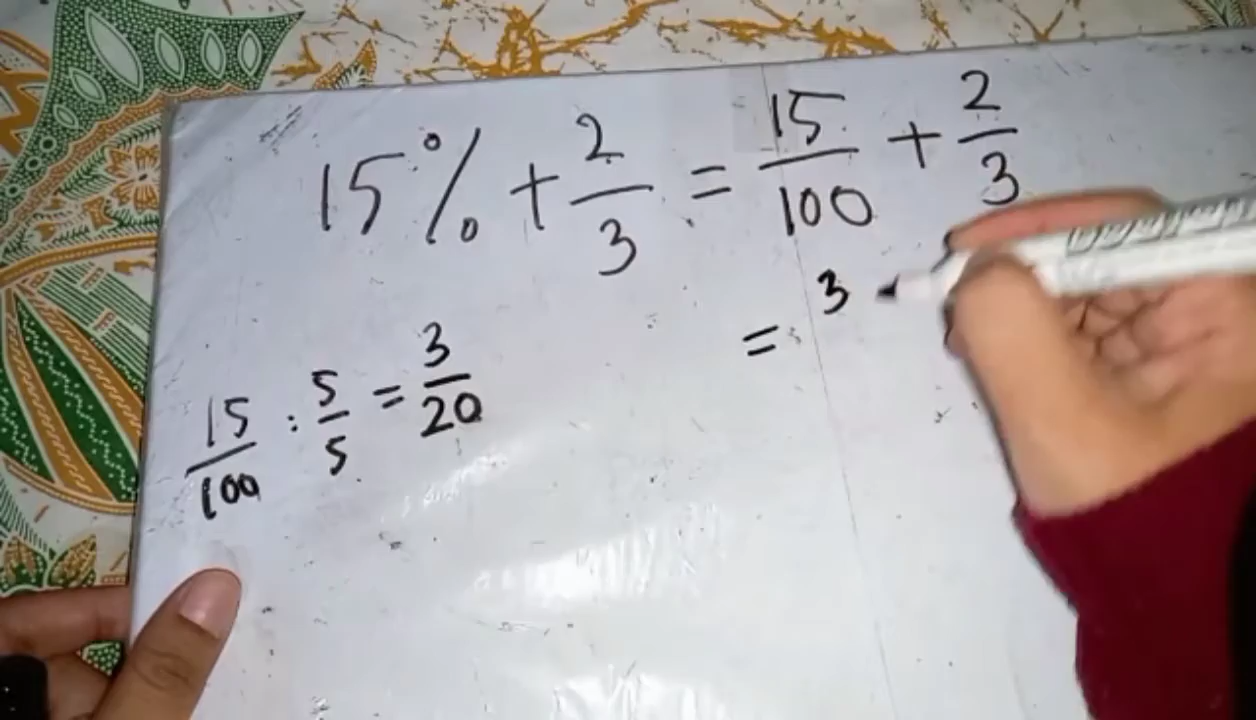 15% + 2/3 = 15/100 + 2/3
= 3
15/100 : 5/5 = 3/20